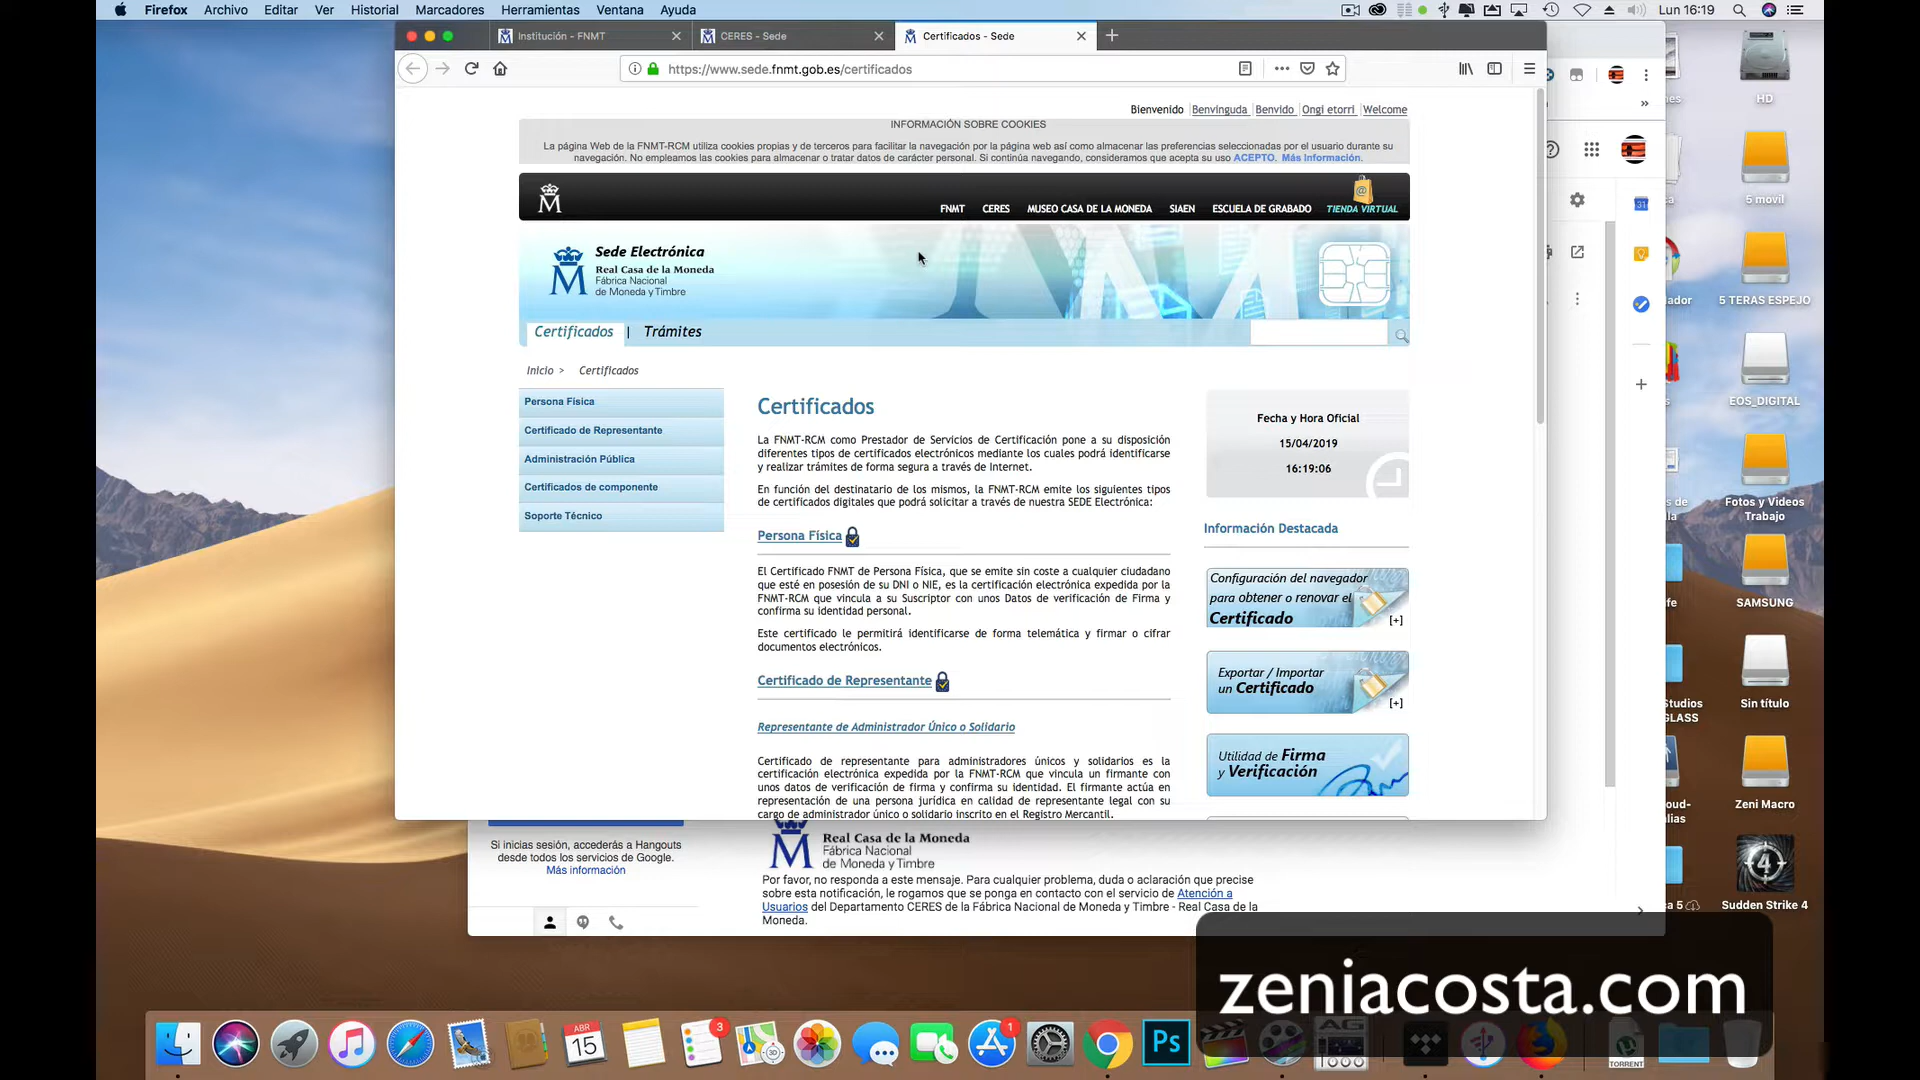 Firefox Archivo Editar Ver Historial Marcadores Herramientas Ventana Ayuda
Lun 16:19
Institución - FNMT
CERES - Sede
Certificados - Sede
https://www.sede.fnmt.gob.es/certificados
Bienvenido Benvinguda Benvido Ongi etorri Welcome
INFORMACIÓN SOBRE COOKIES
La página Web de la FNMT-RCM utiliza cookies propias y de terceros para facilitar la navegación por la página web así como almacenar las preferencias seleccionadas por el usuario durante su
navegación. No empleamos las cookies para almacenar o tratar datos de carácter personal. Si continúa navegando, consideramos que acepta su uso ACEPTO. Más Información.
FNMT CERES MUSEO CASA DE LA MONEDA SIAEN ESCUELA DE GRABADO TIENDA VIRTUAL
Sede Electrónica
Real Casa de la Moneda
Fábrica Nacional
de Moneda y Timbre
Certificados | Trámites
Inicio > Certificados
Persona Física
Certificado de Representante
Administración Pública
Certificados de componente
Soporte Técnico
Certificados
La FNMT-RCM como Prestador de Servicios de Certificación pone a su disposición
diferentes tipos de certificados electrónicos mediante los cuales podrá identificarse
y realizar trámites de forma segura a través de Internet.
En función del destinatario de los mismos, la FNMT-RCM emite los siguientes tipos
de certificados digitales que podrá solicitar a través de nuestra SEDE Electrónica:
Persona Física
El Certificado FNMT de Persona Física, que se emite sin coste a cualquier ciudadano
que esté en posesión de su DNI o NIE, es la certificación electrónica expedida por la
FNMT-RCM que vincula a su Suscriptor con unos Datos de verificación de Firma y
confirma su identidad personal.
Este certificado le permitirá identificarse de forma telemática y firmar o cifrar
documentos electrónicos.
Certificado de Representante
Representante de Administrador Único o Solidario
Certificado de representante para administradores únicos y solidarios es la
certificación electrónica expedida por la FNMT-RCM que vincula un firmante con
unos datos de verificación de firma y confirma su identidad. El firmante actúa en
representación de una persona jurídica en calidad de representante legal con su
cargo de administrador único o solidario inscrito en el Registro Mercantil.
Fecha y Hora Oficial
15/04/2019
16:19:06
Información Destacada
Configuración del navegador
para obtener o renovar el
Certificado
[+]
Exportar / Importar
un Certificado
[+]
Utilidad de Firma
y Verificación
Si inicias sesión, accederás a Hangouts
desde todos los servicios de Google.
Más información
Real Casa de la Moneda
Fábrica Nacional
de Moneda y Timbre
Por favor, no responda a este mensaje. Para cualquier problema, duda o aclaración que precise
sobre esta notificación, le rogamos que se ponga en contacto con el servicio de Atención a
Usuarios del Departamento CERES de la Fábrica Nacional de Moneda y Timbre - Real Casa de la
Moneda.
HD
5 movil
5 TERAS ESPEJO
EOS_DIGITAL
Fotos y Videos
Trabajo
SAMSUNG
Sin título
Zeni Macro
Sudden Strike 4
zeniacosta.com
ABR
15
3
1
Ps
TORRENT